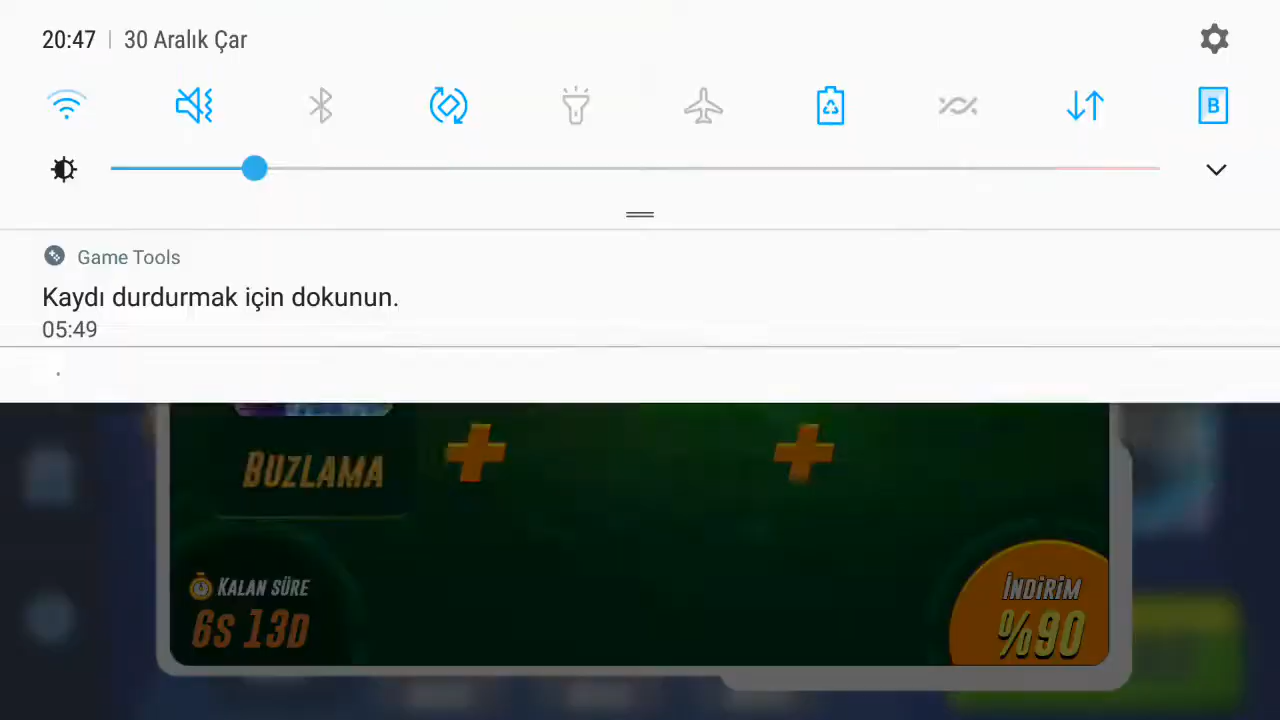 20:47 | 30 Aralık Çar
B
Game Tools
Kaydı durdurmak için dokunun.
05:49
BUZLAMA
KALAN SÜRE
6S 13D
İNDİRİM
%90